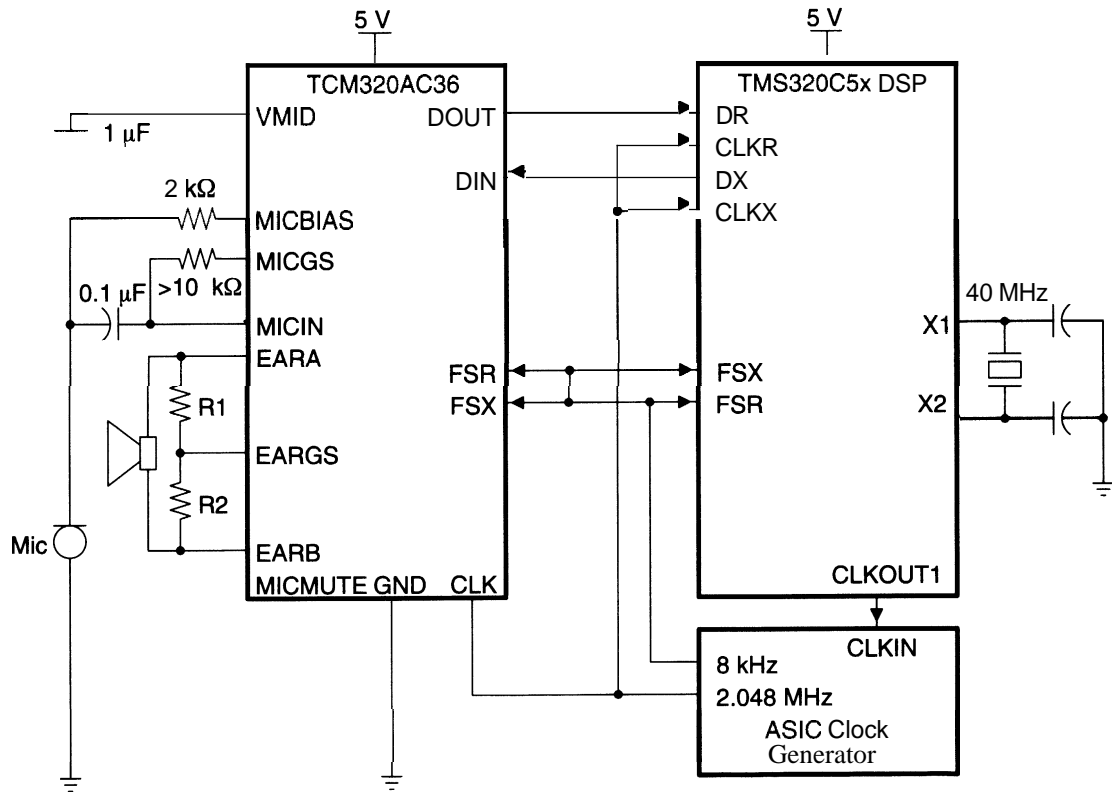 5 V
5 V
TCM320AC36
TMS320C5x DSP
VMID
1 μF
DOUT
DR
CLKR
DIN
DX
CLKX
2 kΩ
MICBIAS
MICGS
>10 kΩ
0.1 μF
MICIN
40 MHz
X1
EARA
FSR
FSX
R1
FSX
FSR
X2
EARGS
R2
Mic
EARB
MICMUTE GND CLK
CLKOUT1
CLKIN
8 kHz
2.048 MHz
ASIC Clock
Generator